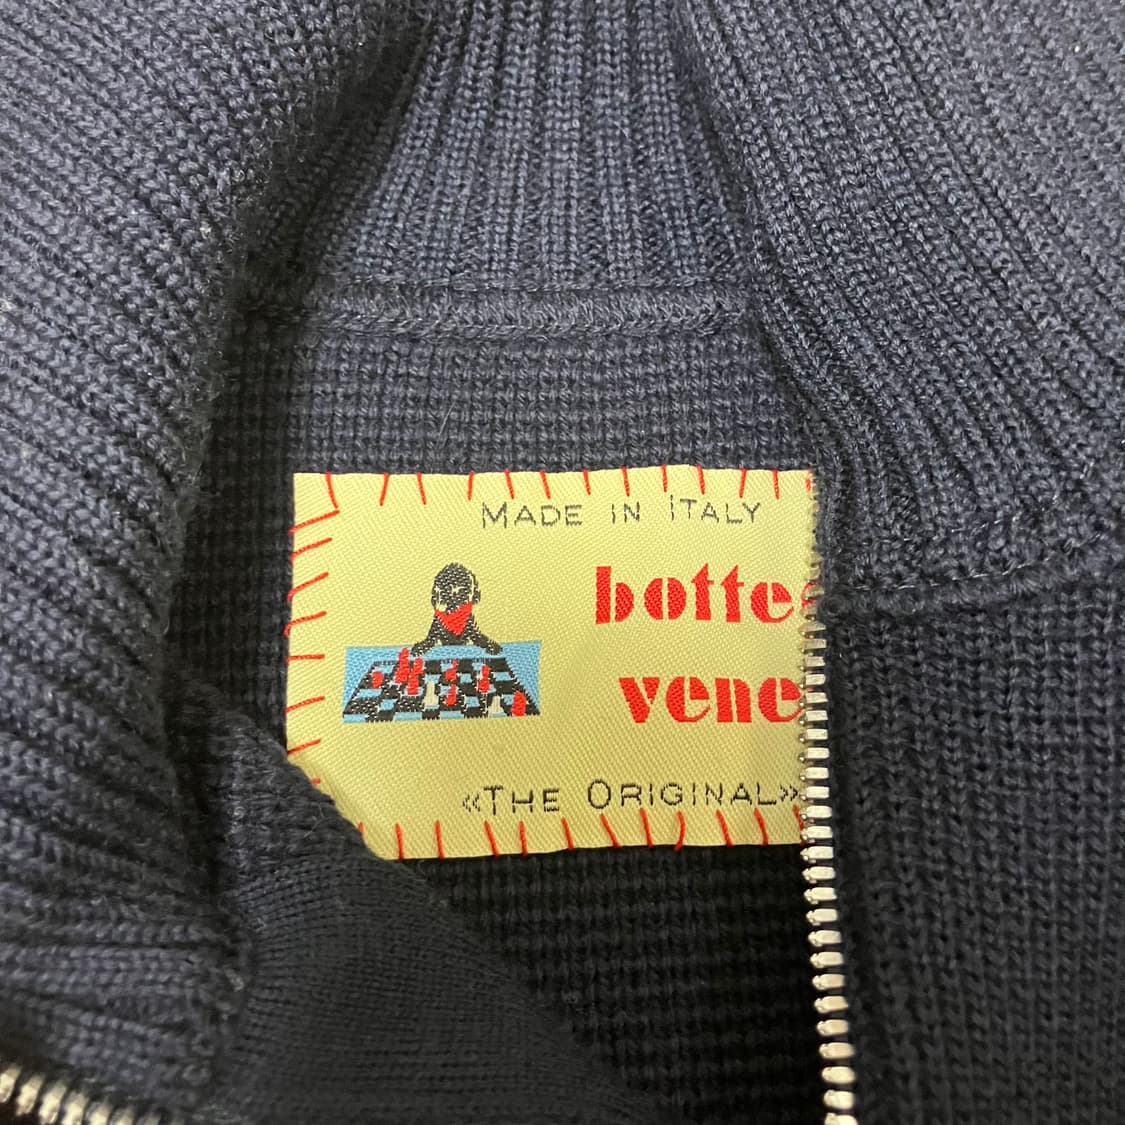 MADE IN ITALY
botte
vene
«THE ORIGINAL»